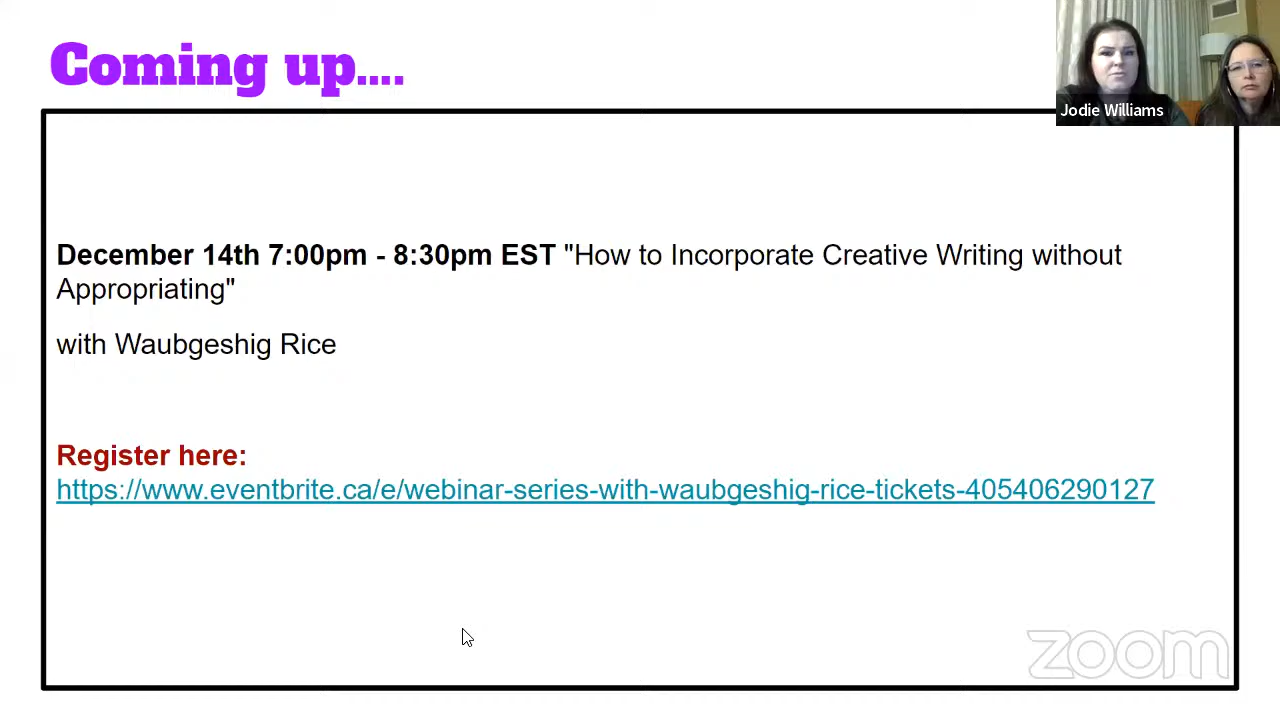 Coming up....
Jodie Williams
December 14th 7:00pm - 8:30pm EST "How to Incorporate Creative Writing without
Appropriating"
with Waubgeshig Rice
Register here:
https://www.eventbrite.ca/e/webinar-series-with-waubgeshig-rice-tickets-405406290127
zoom